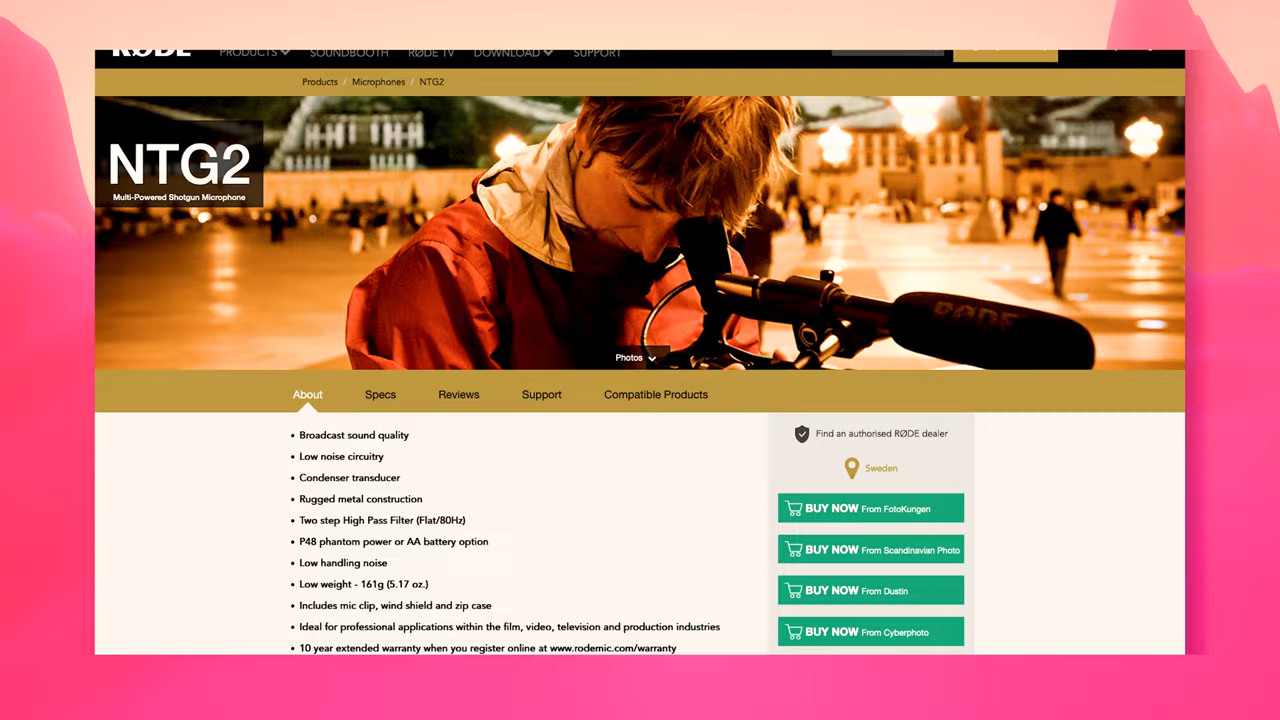 RØDE PRODUCTS SOUNDBOOTH RØDE TV DOWNLOAD SUPPORT
Products / Microphones / NTG2
NTG2
Multi-Powered Shotgun Microphone
RØDE
Photos
About Specs Reviews Support Compatible Products
• Broadcast sound quality
• Low noise circuitry
• Condenser transducer
• Rugged metal construction
• Two step High Pass Filter (Flat/80Hz)
• P48 phantom power or AA battery option
• Low handling noise
• Low weight - 161g (5.17 oz.)
• Includes mic clip, wind shield and zip case
• Ideal for professional applications within the film, video, television and production industries
• 10 year extended warranty when you register online at www.rodemic.com/warranty
Find an authorised RØDE dealer
Sweden
BUY NOW From FotoKungen
BUY NOW From Scandinavian Photo
BUY NOW From Dustin
BUY NOW From Cyberphoto